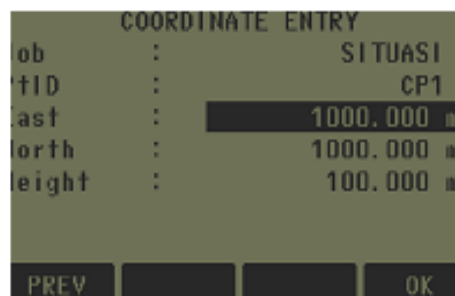 COORDINATE ENTRY
ob : SITUASI
tID : CP1
ast : 1000.000 m
orth : 1000.000 m
eight : 100.000 m
PREV OK